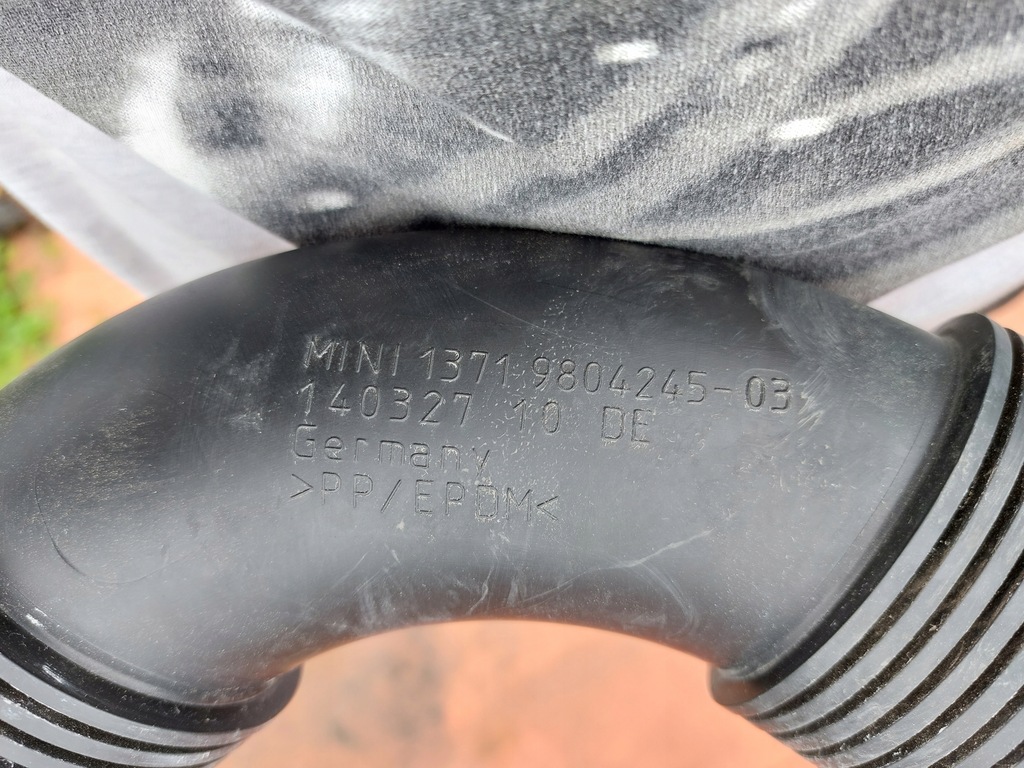 MINI 1371 9804245-03
140327 10 DE
Germany
>PP/EPDM<